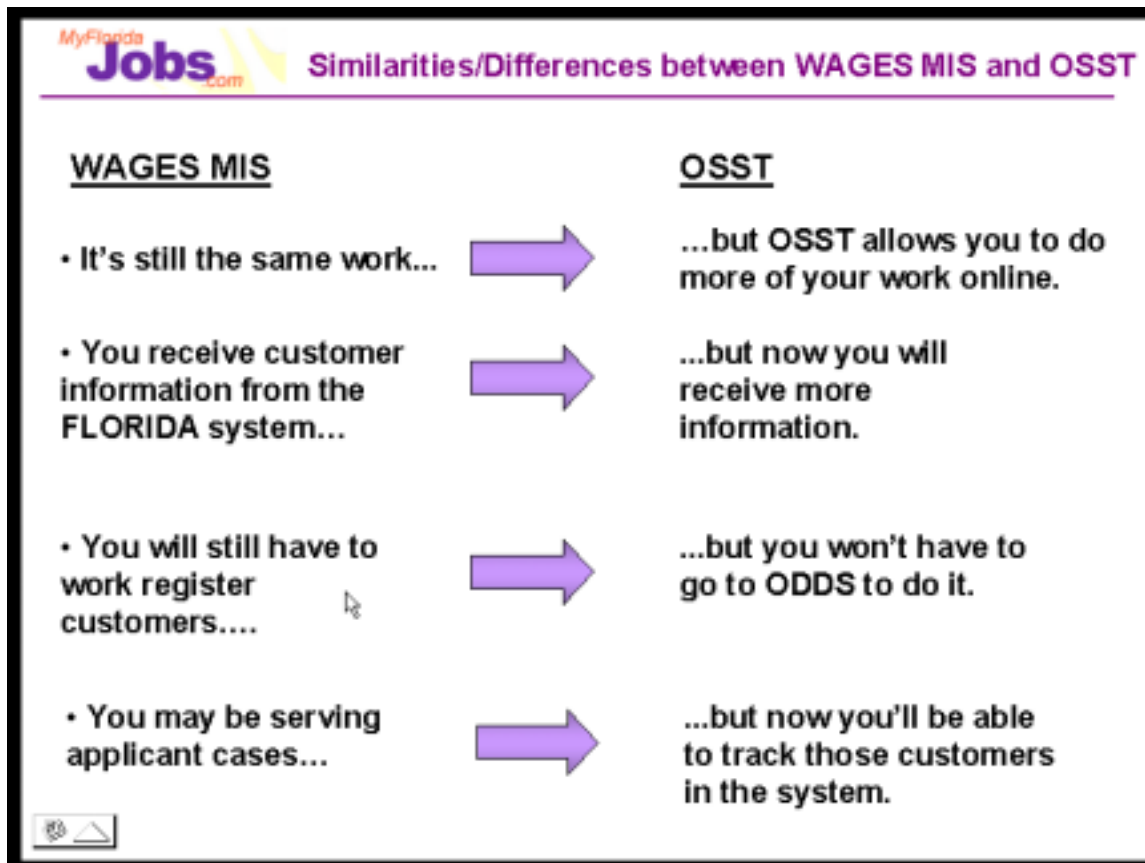 MyFlorida
Jobs
.com
Similarities/Differences between WAGES MIS and OSST
WAGES MIS
• It's still the same work...
• You receive customer
information from the
FLORIDA system...
• You will still have to
work register
customers....
• You may be serving
applicant cases...
OSST
...but OSST allows you to do
more of your work online.
...but now you will
receive more
information.
...but you won't have to
go to ODDS to do it.
...but now you'll be able
to track those customers
in the system.